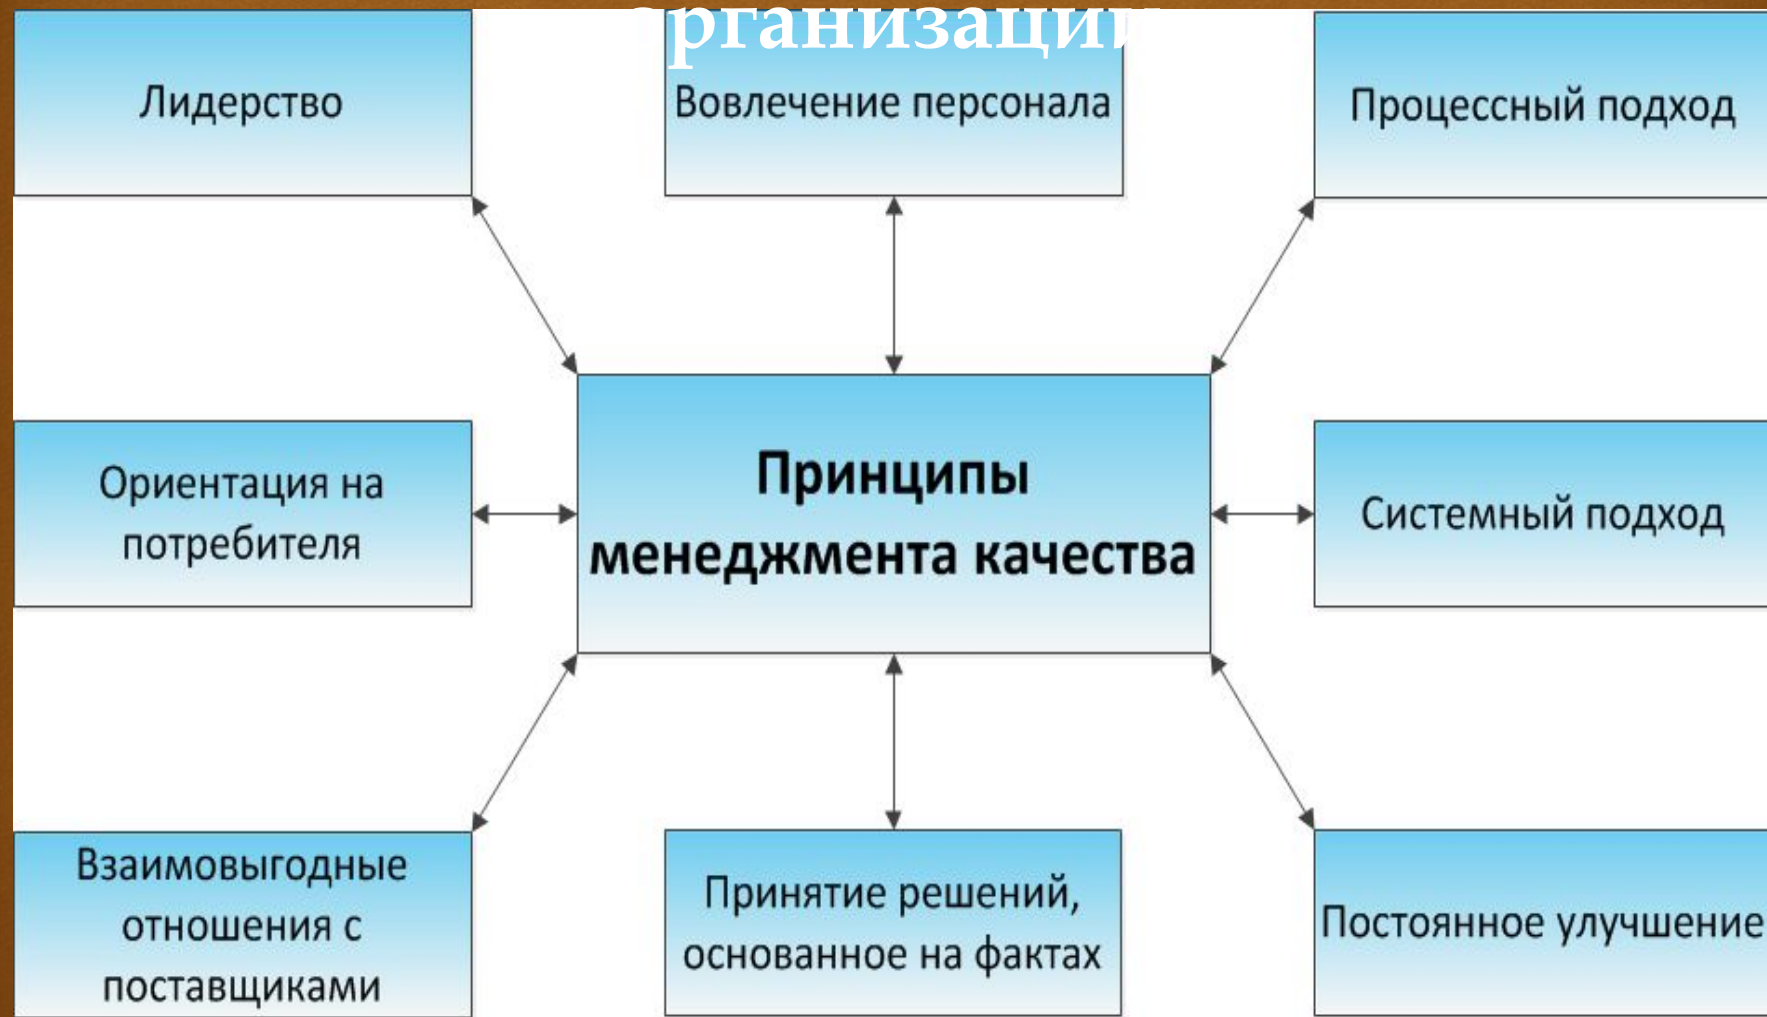 Лидерство
Вовлечение персонала
Процессный подход
Ориентация на
потребителя
Принципы
менеджмента качества
Системный подход
Взаимовыгодные
отношения с
поставщиками
Принятие решений,
основанное на фактах
Постоянное улучшение